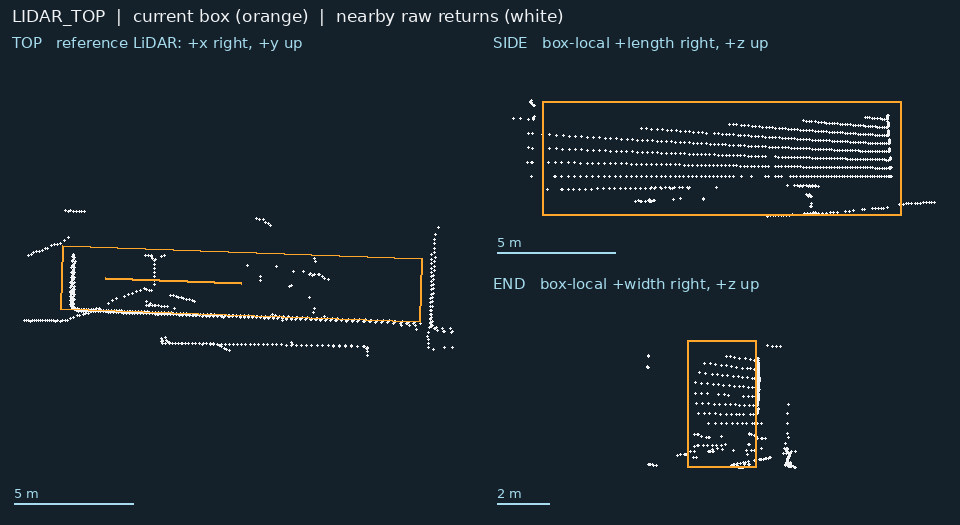 LIDAR_TOP | current box (orange) | nearby raw returns (white)
TOP reference LiDAR: +x right, +y up
SIDE box-local +length right, +z up
5 m
END box-local +width right, +z up
5 m
2 m